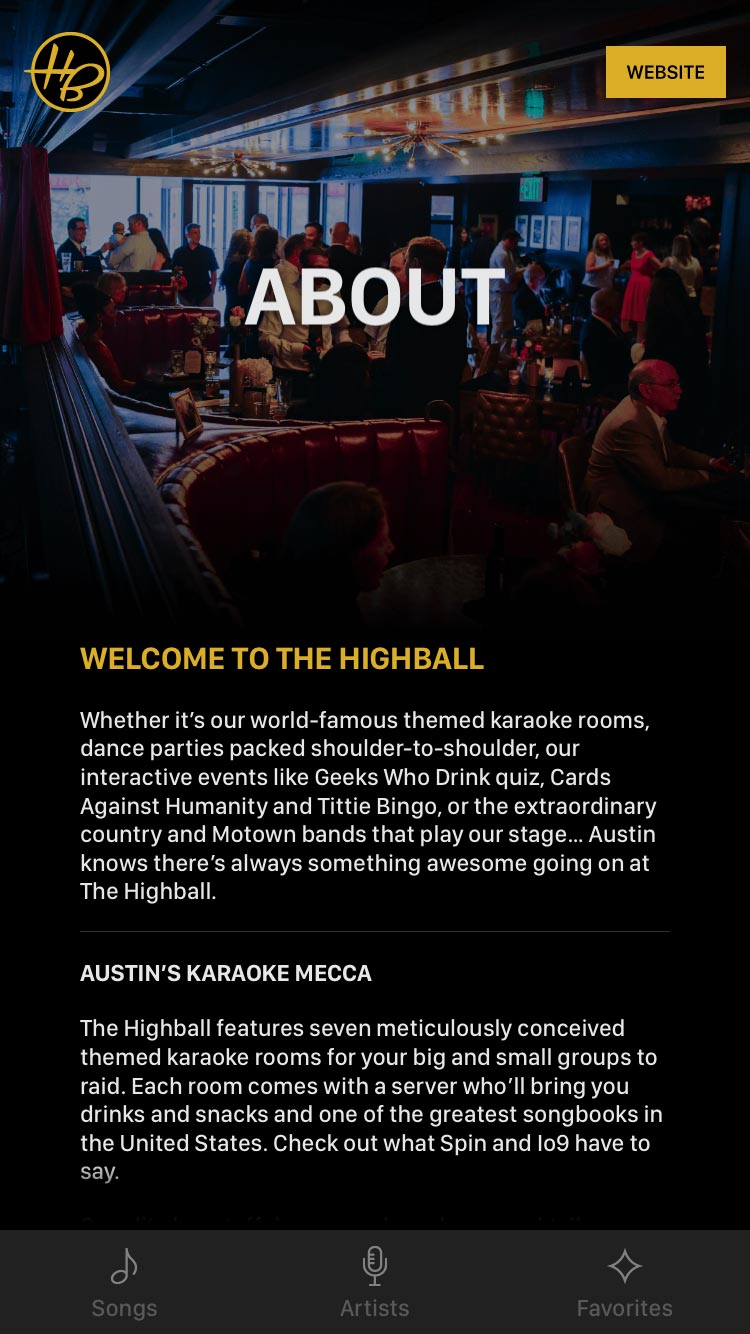 HB
WEBSITE
ABOUT
WELCOME TO THE HIGHBALL
Whether it’s our world-famous themed karaoke rooms,
dance parties packed shoulder-to-shoulder, our
interactive events like Geeks Who Drink quiz, Cards
Against Humanity and Tittie Bingo, or the extraordinary
country and Motown bands that play our stage... Austin
knows there’s always something awesome going on at
The Highball.
AUSTIN’S KARAOKE MECCA
The Highball features seven meticulously conceived
themed karaoke rooms for your big and small groups to
raid. Each room comes with a server who’ll bring you
drinks and snacks and one of the greatest songbooks in
the United States. Check out what Spin and Io9 have to
say.
Songs
Artists
Favorites